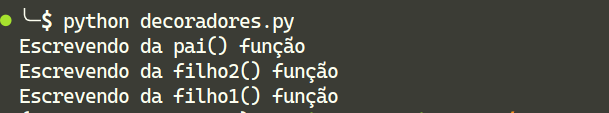 ╰─$ python decoradores.py
Escrevendo da pai() função
Escrevendo da filho2() função
Escrevendo da filho1() função